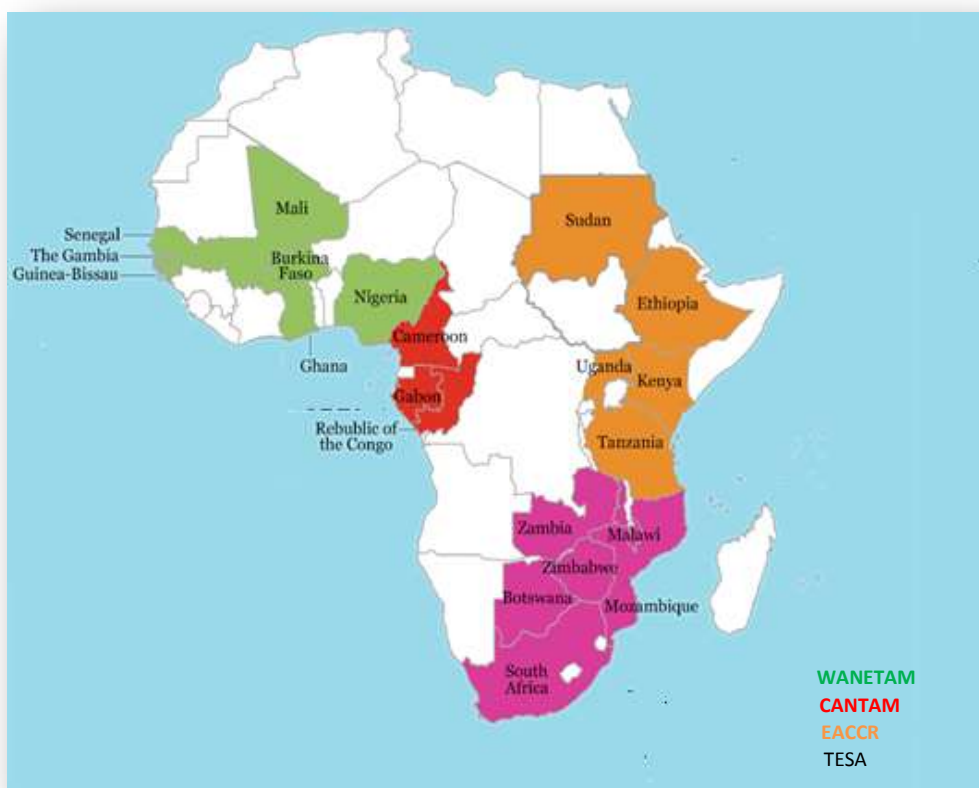 Mali
Sudan
Senegal
The Gambia
Guinea-Bissau
Burkina
Faso
Nigeria
Ethiopia
Cameroon
Ghana
Uganda
Kenya
Gabon
Rebublic of
the Congo
Tanzania
Zambia
Malawi
Zimbabwe
Botswana
Mozambique
South
Africa
WANETAM
CANTAM
EACCR
TESA